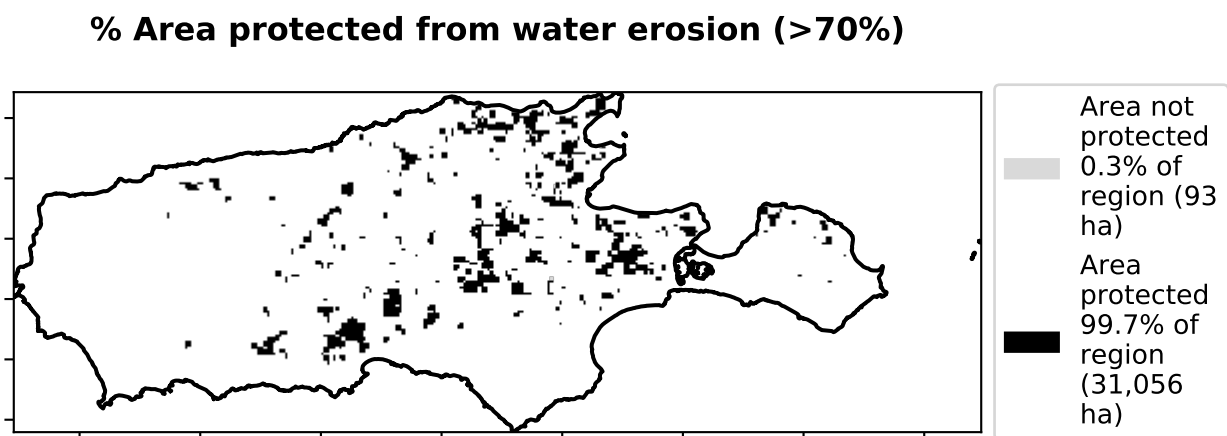 % Area protected from water erosion (>70%)
Area not
protected
0.3% of
region (93
ha)
Area
protected
99.7% of
region
(31,056
ha)